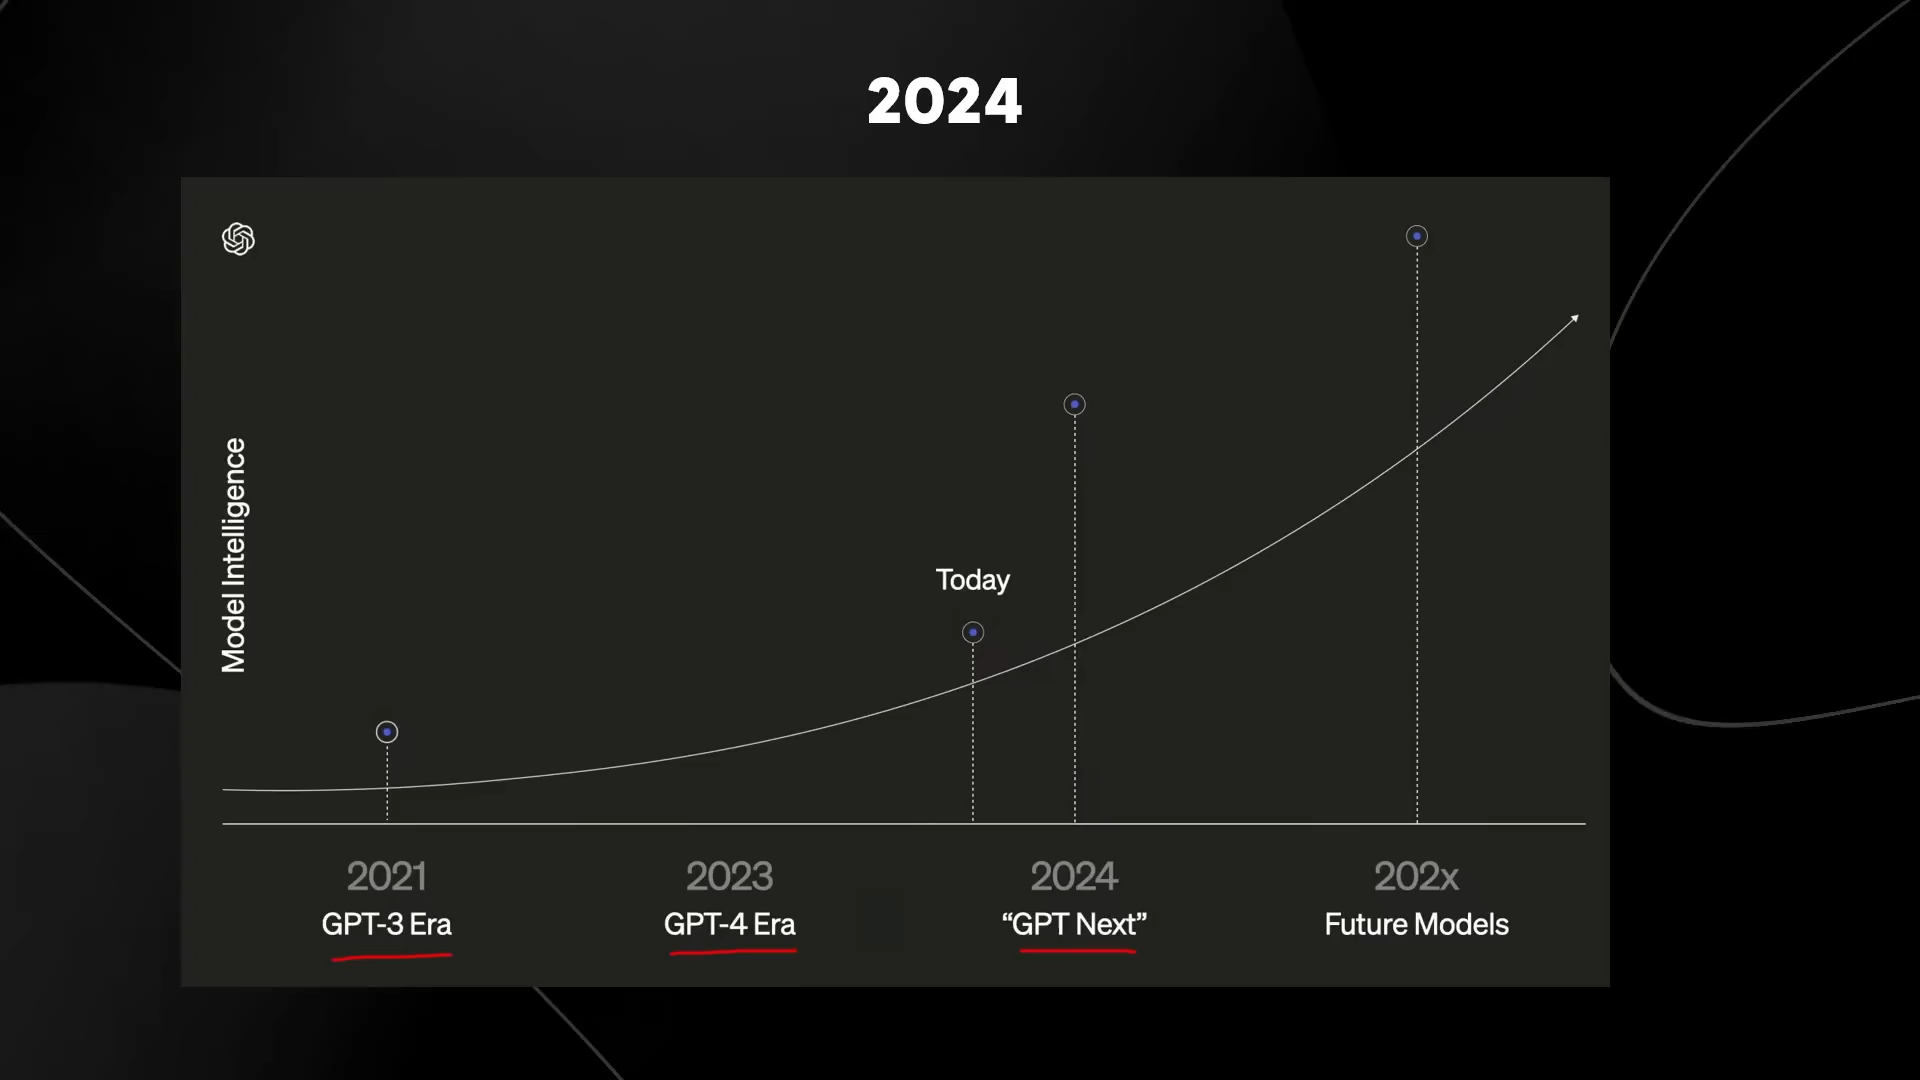 2024
Model Intelligence
Today
2021
2023
2024
202x
GPT-3 Era
GPT-4 Era
“GPT Next”
Future Models